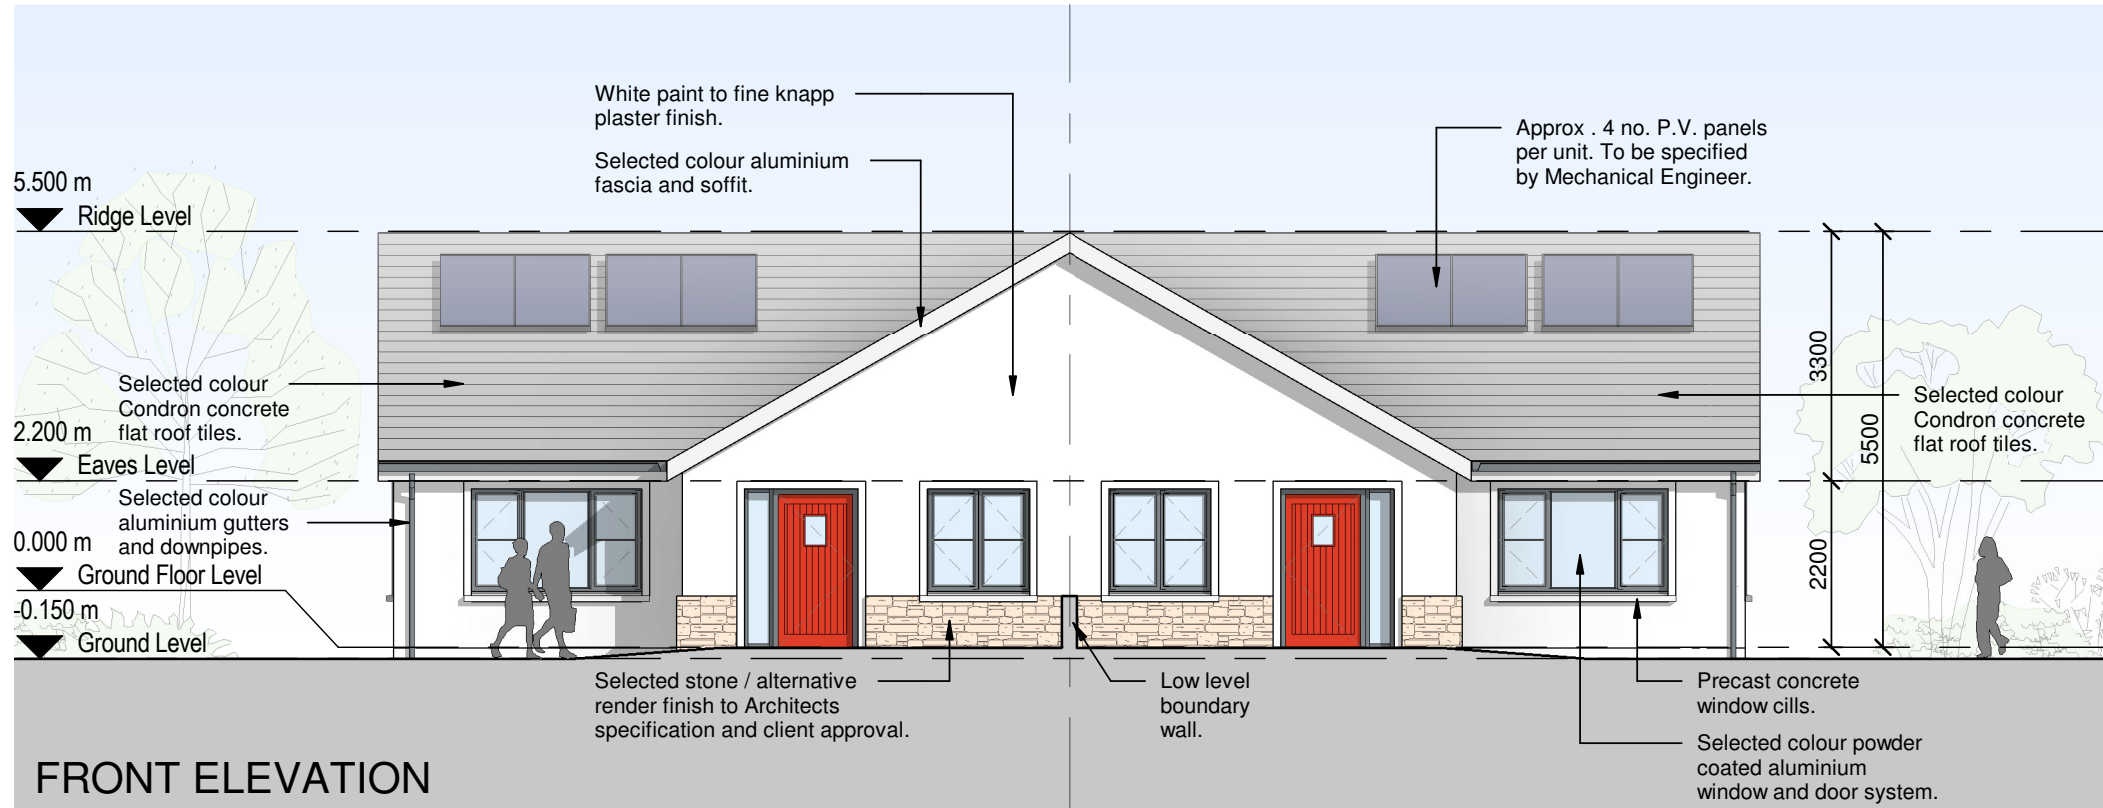 White paint to fine knapp
plaster finish.
Selected colour aluminium
fascia and soffit.
Approx . 4 no. P.V. panels
per unit. To be specified
by Mechanical Engineer.
5.500 m
Ridge Level
Selected colour
Condron concrete
flat roof tiles.
2.200 m
Eaves Level
Selected colour
aluminium gutters
and downpipes.
0.000 m
Ground Floor Level
-0.150 m
Ground Level
3300
5500
2200
Selected colour
Condron concrete
flat roof tiles.
Selected stone / alternative
render finish to Architects
specification and client approval.
Low level
boundary
wall.
Precast concrete
window cills.
Selected colour powder
coated aluminium
window and door system.
FRONT ELEVATION